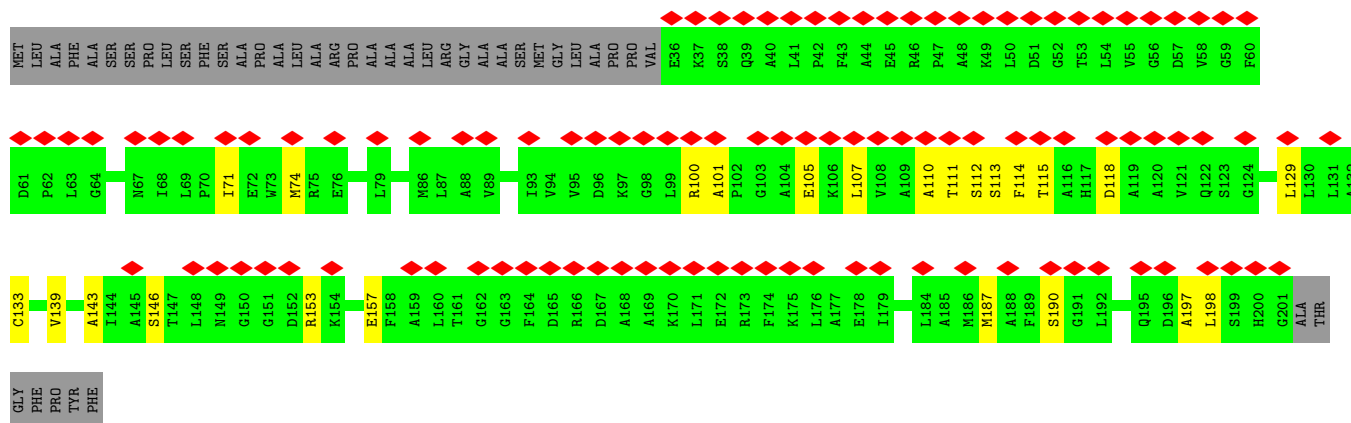 MET LEU ALA PHE ALA SER SER PRO LEU SER PHE SER ALA PRO ALA LEU ALA ARG PRO ALA ALA ALA LEU ARG GLY ALA ALA SER MET GLY LEU ALA PRO PRO VAL E36 K37 S38 Q39 A40 L41 P42 F43 A44 E45 R46 P47 A48 K49 L50 D51 G52 T53 L54 V55 G56 D57 V58 G59 F60
D61 P62 L63 G64 N67 I68 L69 P70 I71 E72 W73 M74 R75 E76 L79 M86 L87 A88 V89 I93 V94 V95 D96 K97 G98 L99 R100 A101 P102 G103 A104 E105 K106 L107 V108 A109 A110 T111 S112 S113 F114 T115 A116 H117 D118 A119 A120 V121 Q122 S123 G124 L129 L130 L131 A132
C133 V139 A143 I144 A145 S146 T147 L148 N149 G150 G151 D152 R153 K154 E157 F158 A159 L160 T161 G162 G163 F164 D165 R166 D167 A168 A169 K170 L171 E172 R173 F174 K175 L176 A177 E178 I179 L184 A185 M186 M187 A188 F189 S190 G191 L192 Q195 D196 A197 L198 S199 H200 G201 ALA THR
GLY PHE PRO TYR PHE